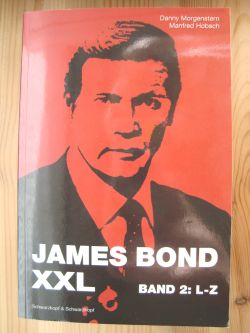 Danny Morgenstern
Manfred Hobsch
JAMES BOND
XXL
BAND 2: L-Z
Schwarzkopf & Schwarzkopf